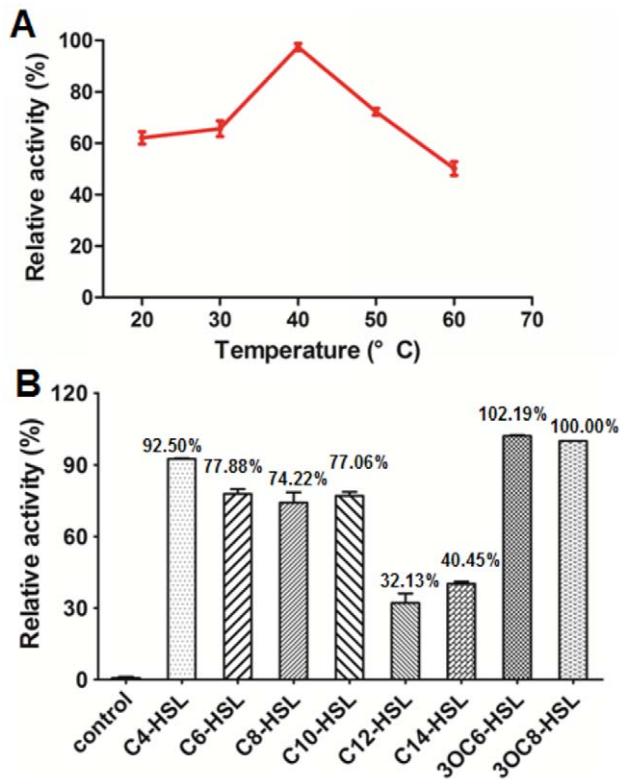 A
Relative activity (%)
100
80
60
40
20
0
20 30 40 50 60 70
Temperature (° C)
B
Relative activity (%)
120
90
60
30
0
92.50%
77.88%
74.22%
77.06%
32.13%
40.45%
102.19%
100.00%
control
C4-HSL
C6-HSL
C8-HSL
C10-HSL
C12-HSL
C14-HSL
3OC6-HSL
3OC8-HSL